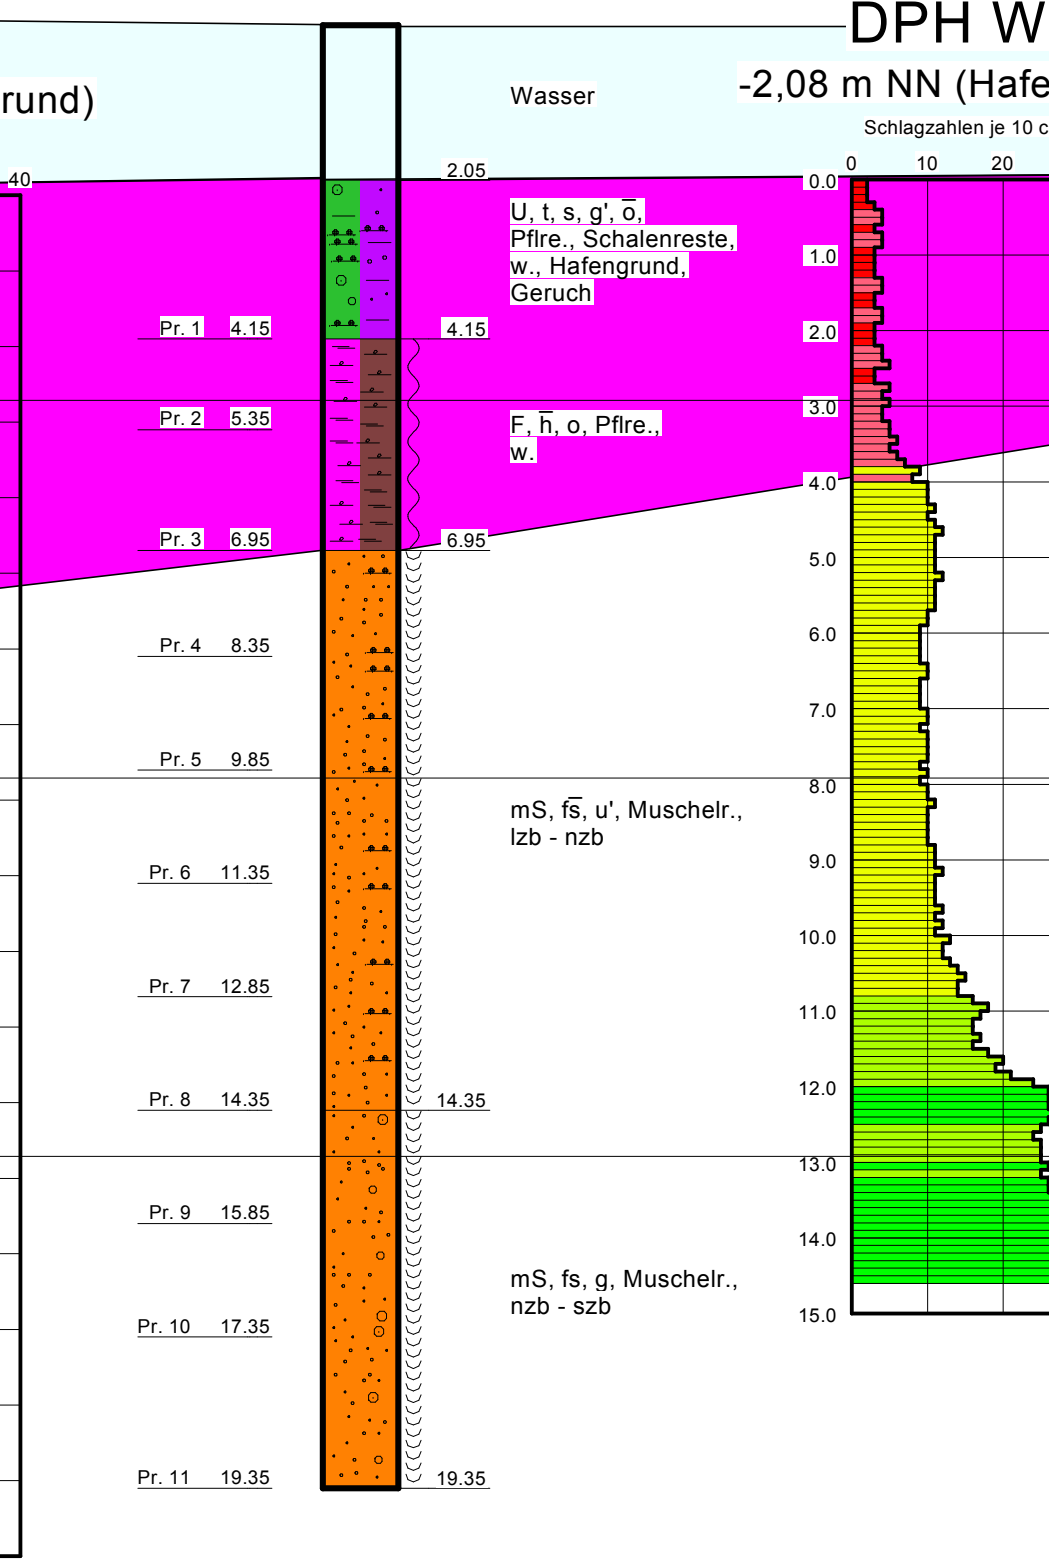 DPH W
rund)
Wasser
-2,08 m NN (Hafe
Schlagzahlen je 10 c
0 10 20
40
2.05
0.0
U, t, s, g', o̅,
Pflre., Schalenreste,
w., Hafengrund,
Geruch
1.0
Pr. 1 4.15
4.15
2.0
Pr. 2 5.35
F, h̅, o, Pflre.,
w.
3.0
4.0
Pr. 3 6.95
6.95
5.0
Pr. 4 8.35
6.0
7.0
Pr. 5 9.85
8.0
mS, fs̅, u', Muschelr.,
lzb - nzb
9.0
Pr. 6 11.35
10.0
Pr. 7 12.85
11.0
12.0
Pr. 8 14.35
14.35
13.0
Pr. 9 15.85
14.0
mS, fs, g, Muschelr.,
nzb - szb
15.0
Pr. 10 17.35
Pr. 11 19.35
19.35